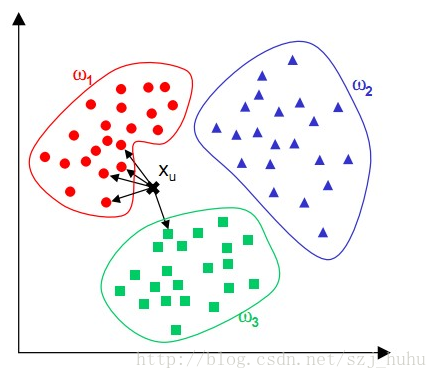 ω1
ω2
xu
ω3
http://blog.csdn.net/szj_huhu